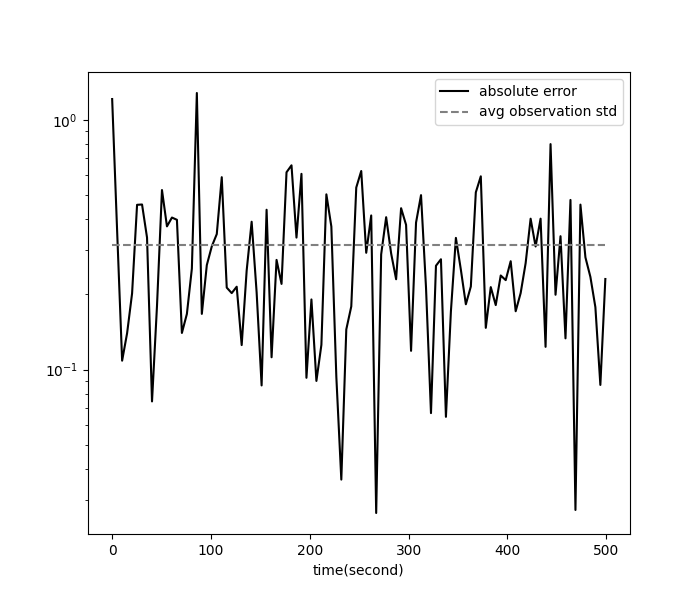 absolute error
avg observation std
10⁰
10⁻¹
0 100 200 300 400 500
time(second)